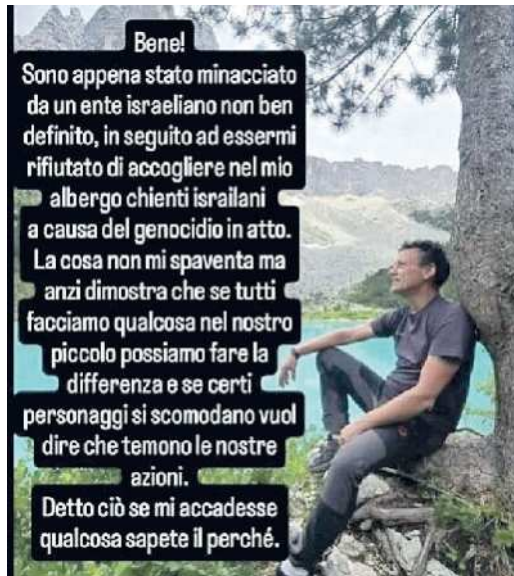 Bene!
Sono appena stato minacciato
da un ente israeliano non ben
definito, in seguito ad essermi
rifiutato di accogliere nel mio
albergo chienti israilani
a causa del genocidio in atto.
La cosa non mi spaventa ma
anzi dimostra che se tutti
facciamo qualcosa nel nostro
piccolo possiamo fare la
differenza e se certi
personaggi si scomodano vuol
dire che temono le nostre
azioni.
Detto ciò se mi accadesse
qualcosa sapete il perché.